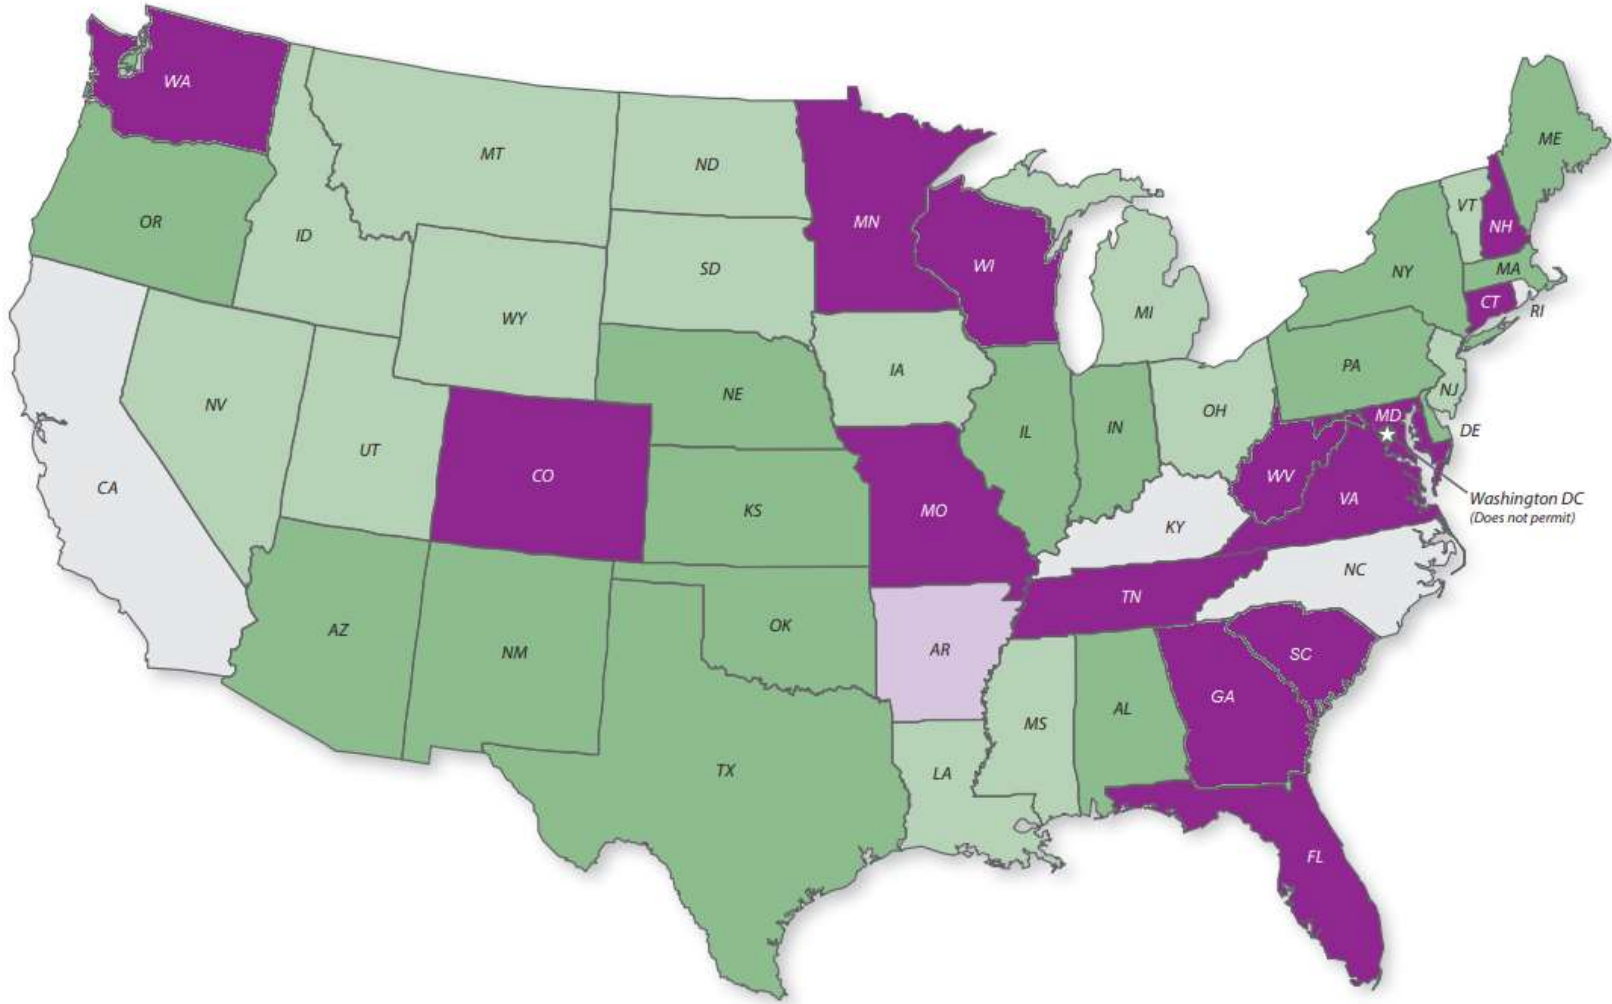 WA
MT
ND
MN
ME
OR
ID
SD
WI
VT
NH
WY
MI
NY
MA
CT
RI
NV
NE
IA
PA
NJ
UT
IL
IN
OH
MD
DE
CA
CO
KS
MO
WV
VA
Washington DC
(Does not permit)
KY
NC
AZ
NM
OK
TN
AR
SC
TX
MS
AL
GA
LA
FL